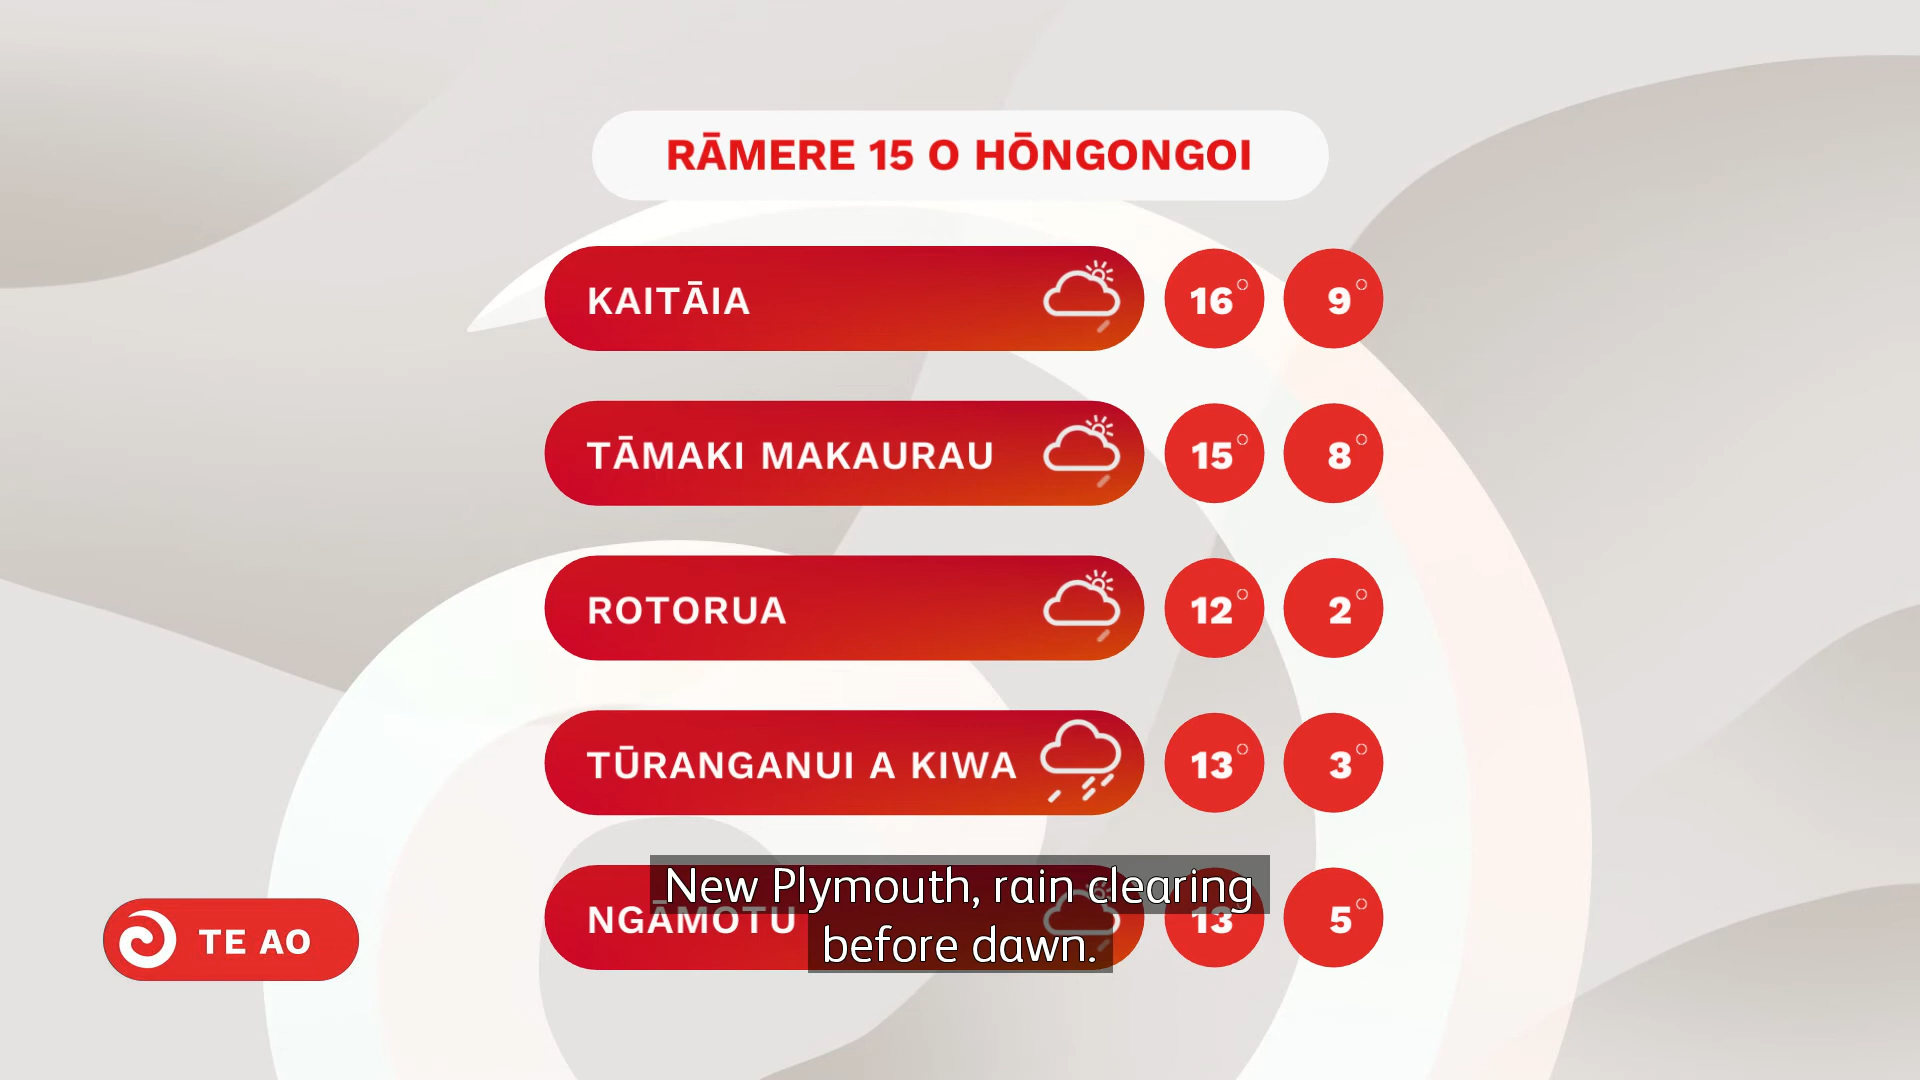 RĀMERE 15 O HŌNGONGOI
KAITĀIA 16° 9°
TĀMAKI MAKAURAU 15° 8°
ROTORUA 12° 2°
TŪRANGANUI A KIWA 13° 3°
NGĀMOTU 13° 5°
New Plymouth, rain clearing
before dawn.
TE AO